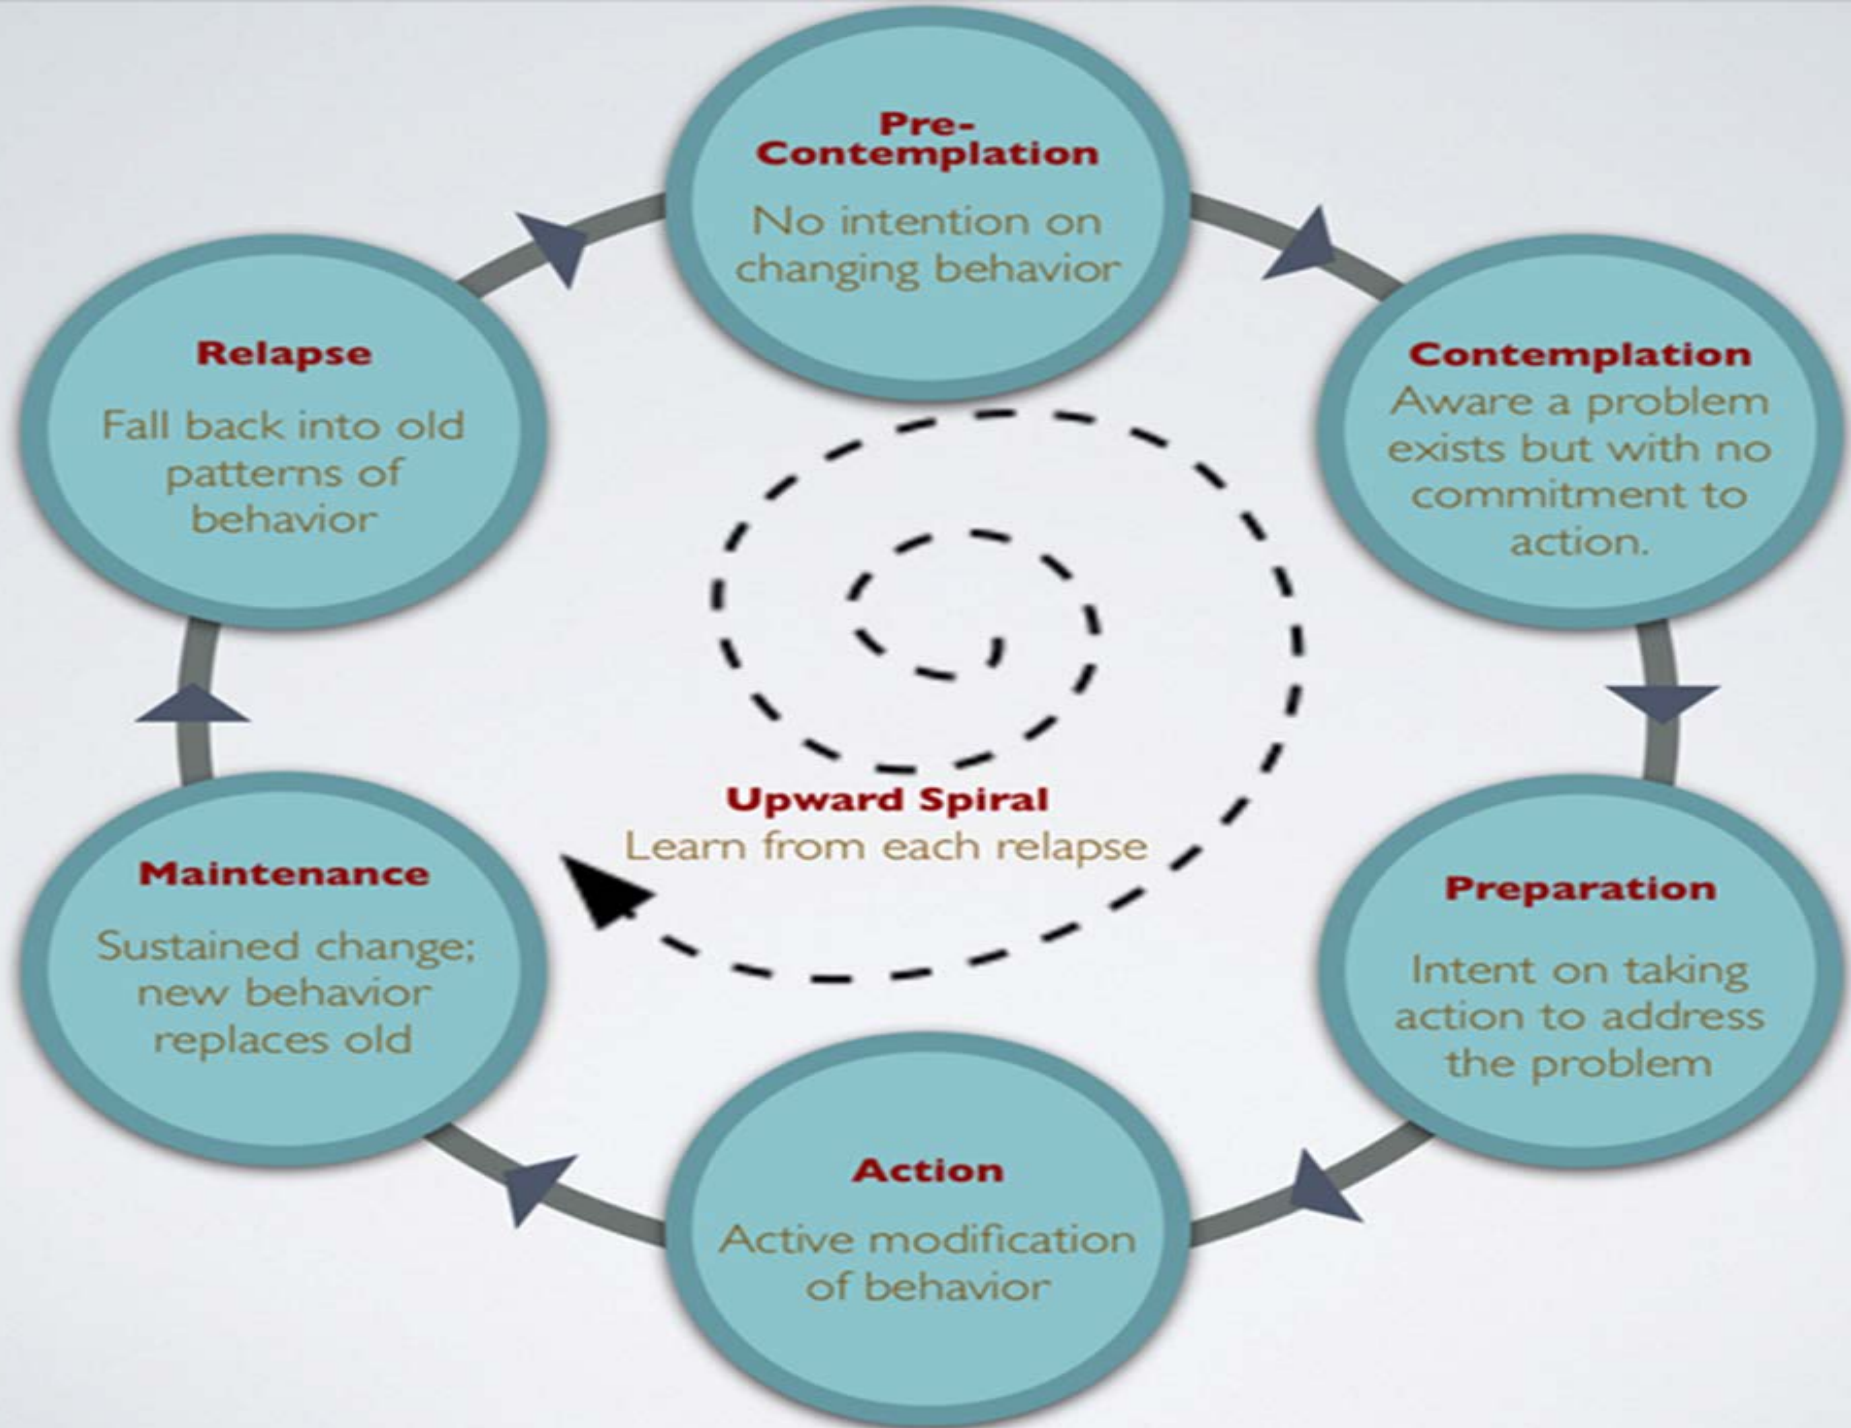 Pre-
Contemplation
No intention on
changing behavior
Contemplation
Aware a problem
exists but with no
commitment to
action.
Preparation
Intent on taking
action to address
the problem
Action
Active modification
of behavior
Maintenance
Sustained change;
new behavior
replaces old
Relapse
Fall back into old
patterns of
behavior
Upward Spiral
Learn from each relapse